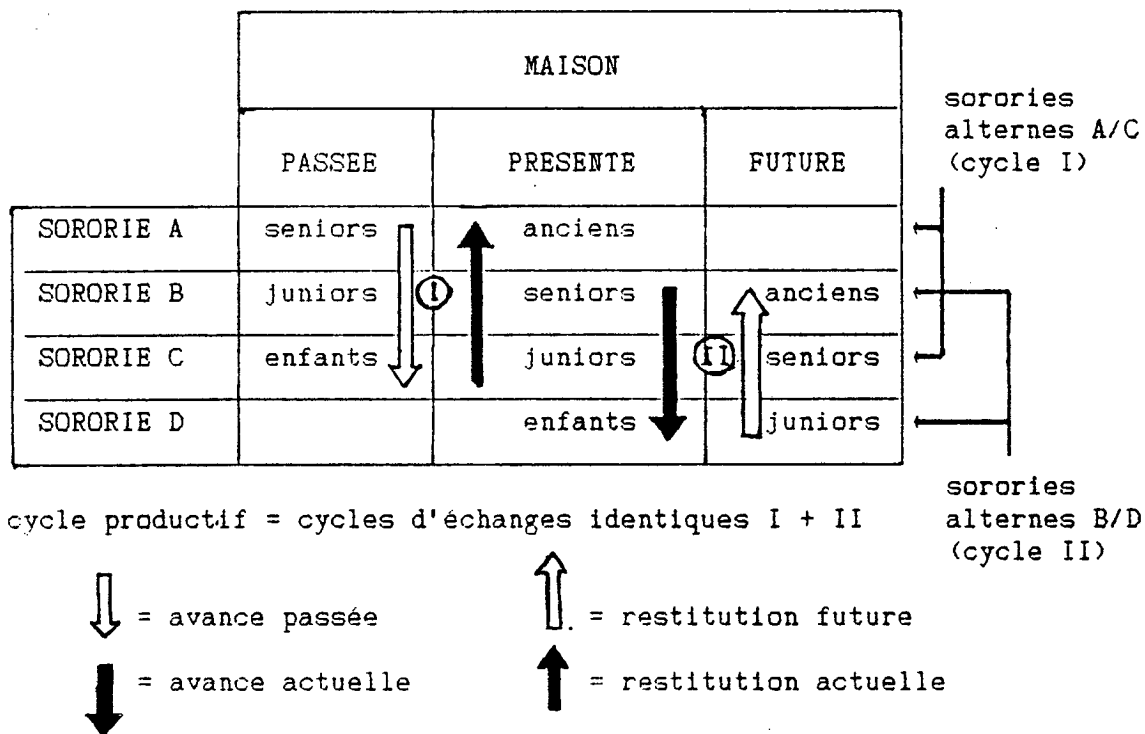 MAISON
sorories
alternes A/C
(cycle I)
PASSEE PRESENTE FUTURE
SORORIE A seniors anciens
SORORIE B juniors I seniors anciens
SORORIE C enfants juniors II seniors
SORORIE D enfants juniors
sorories
alternes B/D
(cycle II)
cycle productif = cycles d'échanges identiques I + II
= avance passée = restitution future
= avance actuelle = restitution actuelle